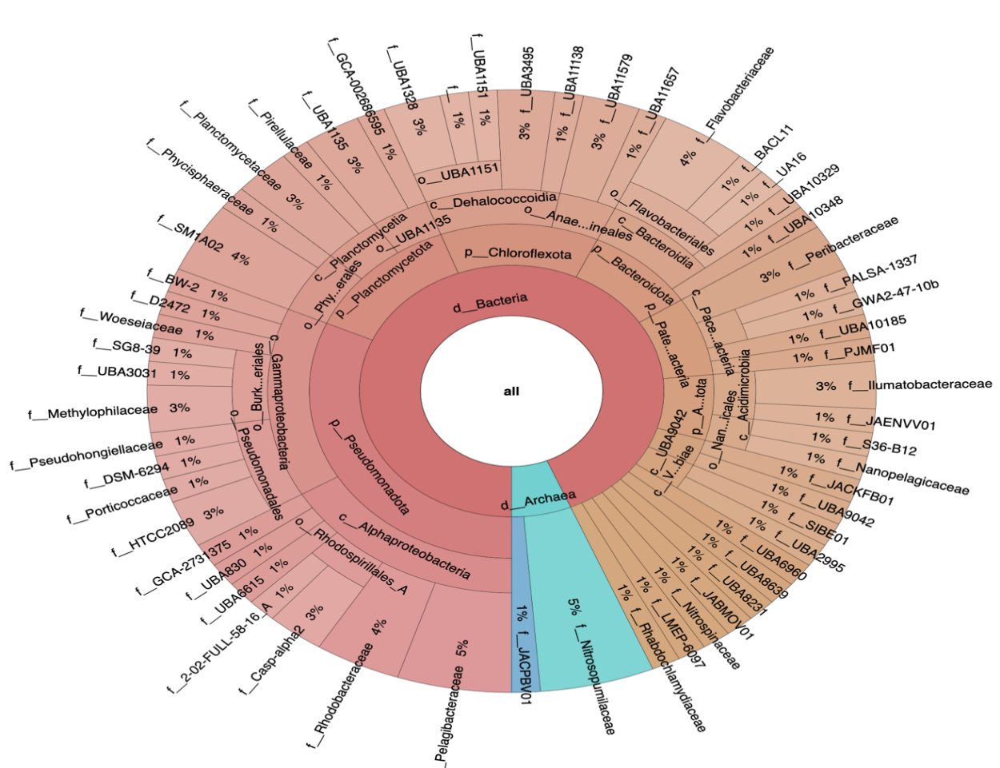 all
d__Bacteria
d__Archaea
p__Chloroflexota
p__Bacteroidota
p__Pate...acteria
p__A...tota
p__Pseudomonadota
p__Planctomycetota
c__Dehalococcoidia
o__Anae...ineales
c__Bacteroidia
o__Flavobacteriales
c__Pace...acteria
c__Acidimicrobiia
o__Nan...icales
c__UBA9042
c__V...biae
c__Alphaproteobacteria
o__Rhodospirillales_A
c__Gammaproteobacteria
o__Pseudomonadales
o__Burk...eriales
o__Phy...erales
c__Planctomycetia
o__UBA1135
o__UBA1151
f__UBA1328 3%
f__ 1%
f__UBA1151 1%
3% f__UBA3495
1% f__UBA11138
3% f__UBA11579
1% f__UBA11657
4% f__Flavobacteriaceae
1% f__BACL11
1% f__UA16
1% f__UBA10329
1% f__UBA10348
3% f__Peribacteraceae
1% f__PALSA-1337
1% f__GWA2-47-10b
1% f__UBA10185
1% f__PJMF01
3% f__Ilumatobacteraceae
1% f__JAENVV01
1% f__S36-B12
1% f__Nanopelagicaceae
1% f__JACKFB01
1% f__UBA9042
1% f__SIBE01
1% f__UBA2995
1% f__UBA6960
1% f__UBA8639
1% f__UBA8231
1% f__JABMOV01
1% f__Nitrospinaceae
1% f__LMEP-6097
1% f__Rhabdochlamydiaceae
5% f__Nitrosopumilaceae
1% f__JACPBV01
_Pelagibacteraceae 5%
f__Rhodobacteraceae 4%
f__Casp-alpha2 3%
f__2-02-FULL-58-16_A 1%
f__UBA6615 1%
f__UBA830 1%
f__GCA-2731375 1%
f__HTCC2089 3%
f__Porticoccaceae 1%
f__DSM-6294 1%
f__Pseudohongiellaceae 1%
f__Methylophilaceae 3%
f__UBA3031 1%
f__SG8-39 1%
f__Woeseiaceae 1%
f__D2472 1%
f__BW-2 1%
f__SM1A02 4%
f__Phycisphaeraceae 1%
f__Planctomycetaceae 3%
f__Pirellulaceae 1%
f__UBA1135 3%
f__GCA-002686595 1%